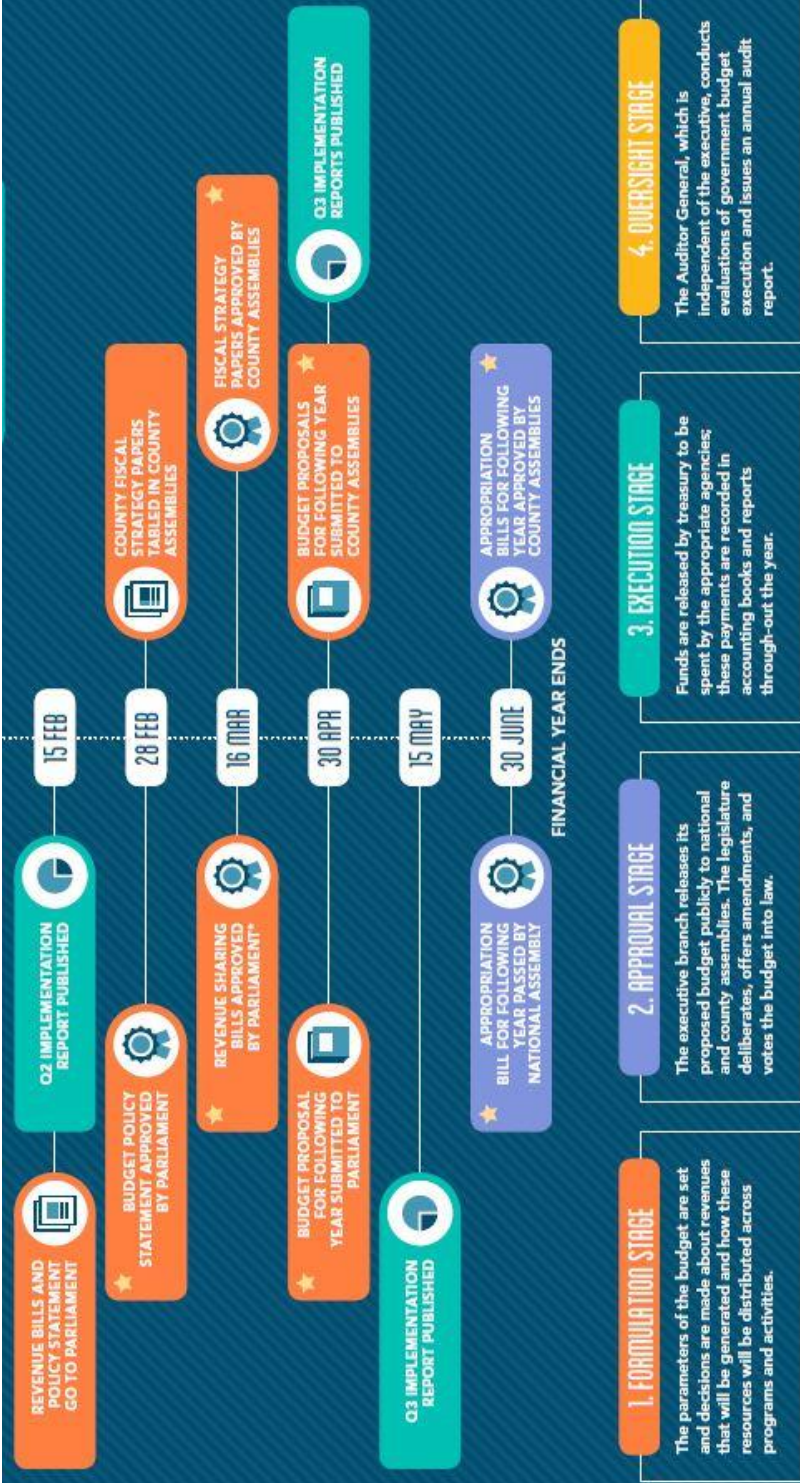 REVENUE BILLS AND
POLICY STATEMENT
GO TO PARLIAMENT
Q2 IMPLEMENTATION
REPORT PUBLISHED
15 FEB
BUDGET POLICY
STATEMENT APPROVED
BY PARLIAMENT
28 FEB
COUNTY FISCAL
STRATEGY PAPERS
TABLED IN COUNTY
ASSEMBLIES
REVENUE SHARING
BILLS APPROVED
BY PARLIAMENT*
16 MAR
FISCAL STRATEGY
PAPERS APPROVED BY
COUNTY ASSEMBLIES
BUDGET PROPOSAL
FOR FOLLOWING
YEAR SUBMITTED TO
PARLIAMENT
30 APR
BUDGET PROPOSALS
FOR FOLLOWING YEAR
SUBMITTED TO
COUNTY ASSEMBLIES
Q3 IMPLEMENTATION
REPORTS PUBLISHED
Q3 IMPLEMENTATION
REPORT PUBLISHED
15 MAY
APPROPRIATION
BILL FOR FOLLOWING
YEAR PASSED BY
NATIONAL ASSEMBLY
30 JUNE
APPROPRIATION
BILLS FOR FOLLOWING
YEAR APPROVED BY
COUNTY ASSEMBLIES
FINANCIAL YEAR ENDS
1. FORMULATION STAGE
The parameters of the budget are set
and decisions are made about revenues
that will be generated and how these
resources will be distributed across
programs and activities.
2. APPROVAL STAGE
The executive branch releases its
proposed budget publicly to national
and county assemblies. The legislature
deliberates, offers amendments, and
votes the budget into law.
3. EXECUTION STAGE
Funds are released by treasury to be
spent by the appropriate agencies;
these payments are recorded in
accounting books and reports
through-out the year.
4. OVERSIGHT STAGE
The Auditor General, which is
independent of the executive, conducts
evaluations of government budget
execution and issues an annual audit
report.